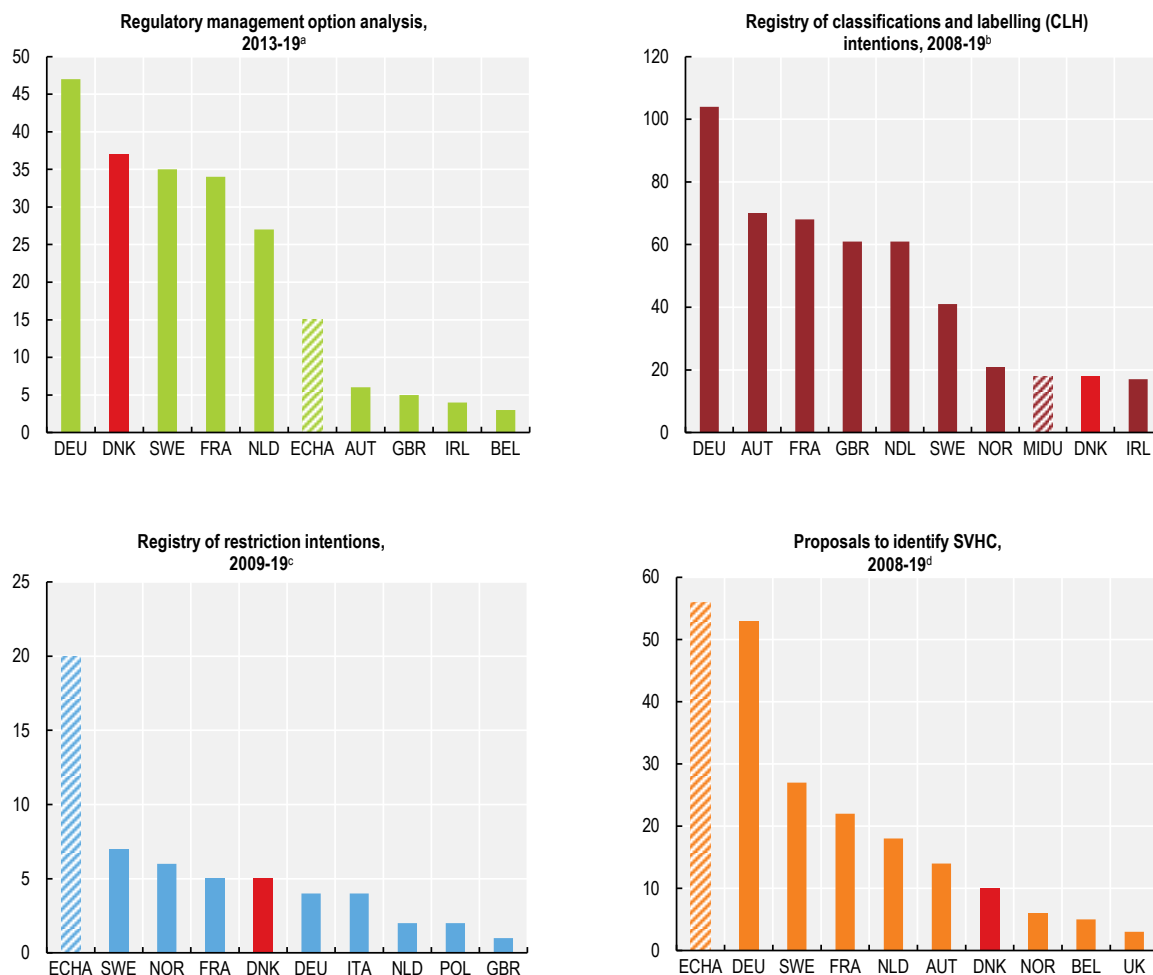 Regulatory management option analysis,
2013-19ᵃ
50
45
40
35
30
25
20
15
10
5
0
DEU DNK SWE FRA NLD ECHA AUT GBR IRL BEL
Registry of classifications and labelling (CLH)
intentions, 2008-19ᵇ
120
100
80
60
40
20
0
DEU AUT FRA GBR NDL SWE NOR MIDU DNK IRL
Registry of restriction intentions,
2009-19ᶜ
25
20
15
10
5
0
ECHA SWE NOR FRA DNK DEU ITA NLD POL GBR
Proposals to identify SVHC,
2008-19ᵈ
60
50
40
30
20
10
0
ECHA DEU SWE FRA NLD AUT DNK NOR BEL UK